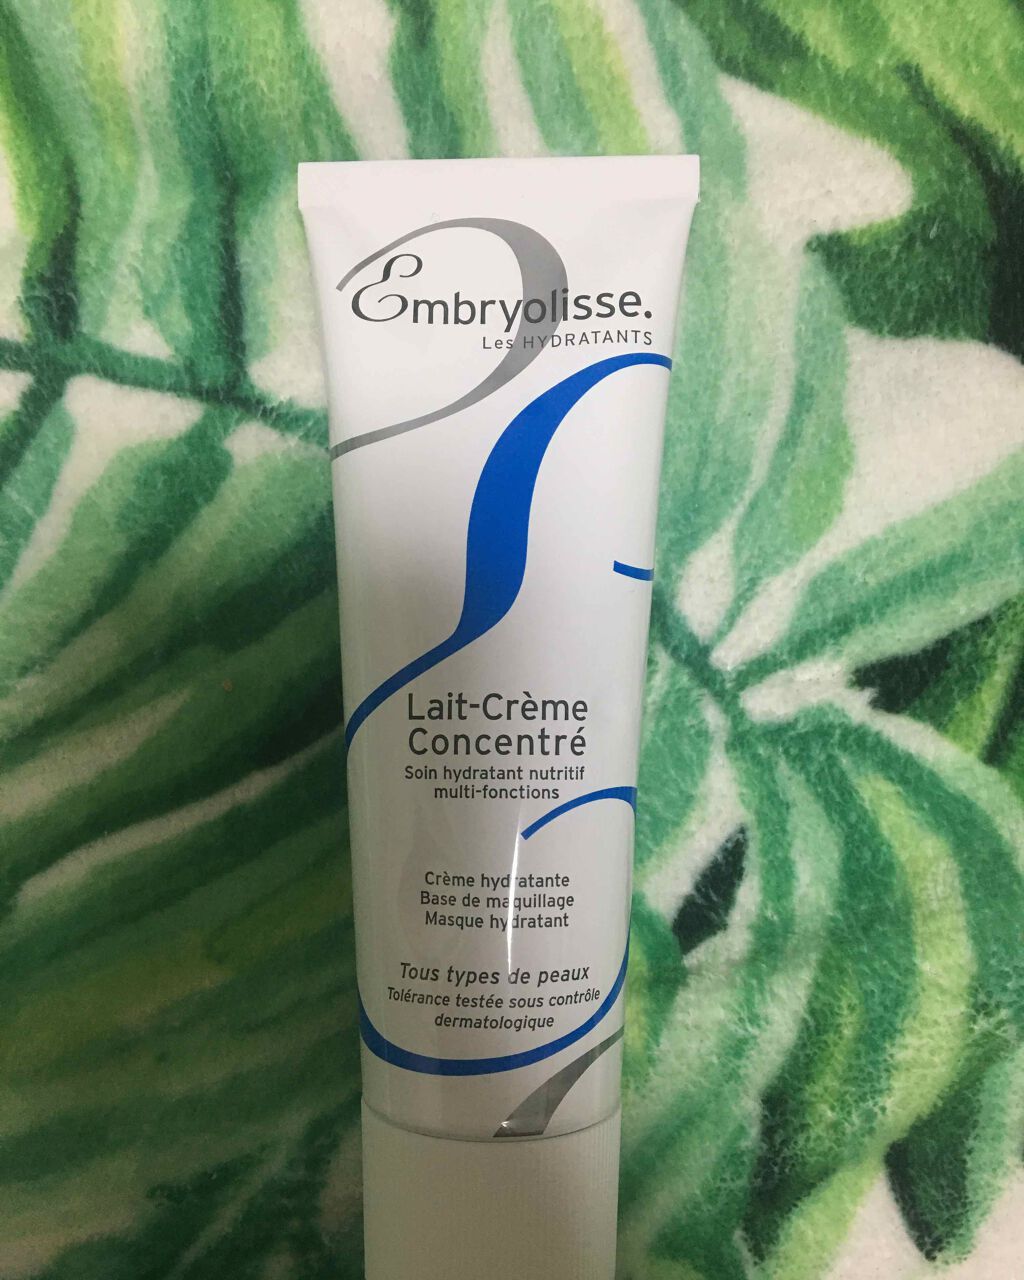 Embryolisse.
Les HYDRATANTS
Lait-Crème
Concentré
Soin hydratant nutritif
multi-fonctions
Crème hydratante
Base de maquillage
Masque hydratant
Tous types de peaux
Tolérance testée sous contrôle
dermatologique